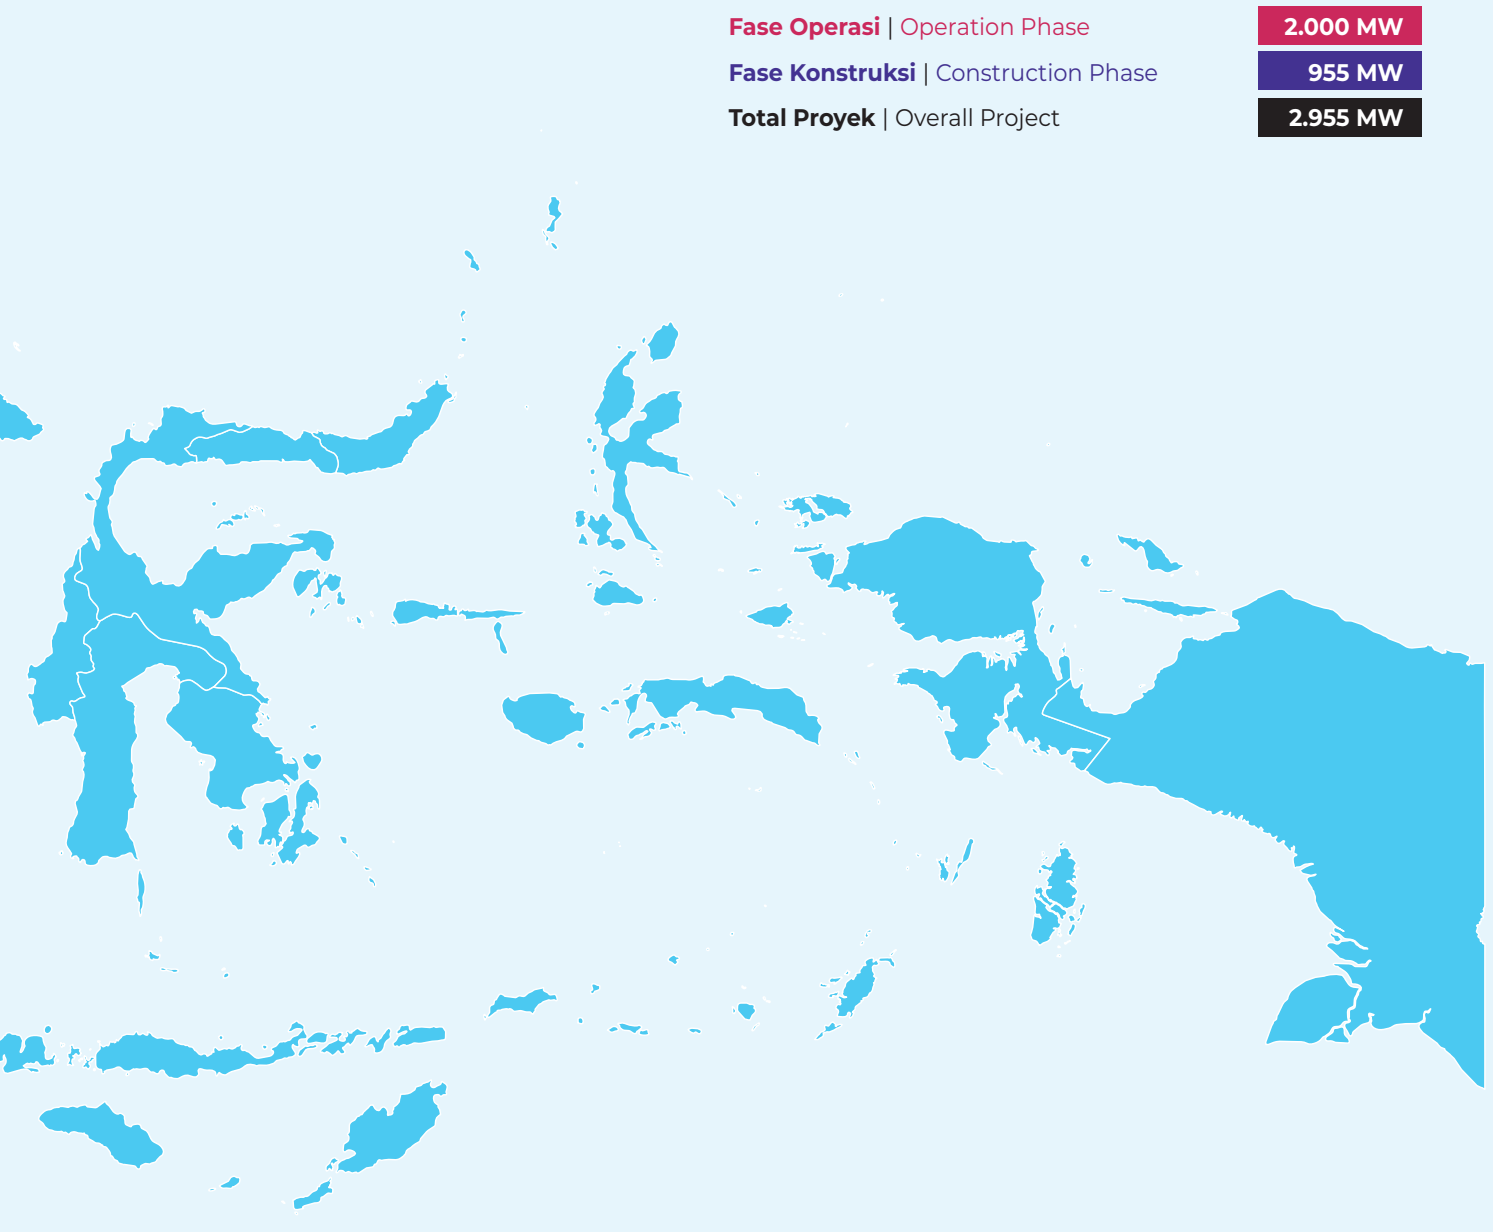 Fase Operasi | Operation Phase 2.000 MW
Fase Konstruksi | Construction Phase 955 MW
Total Proyek | Overall Project 2.955 MW